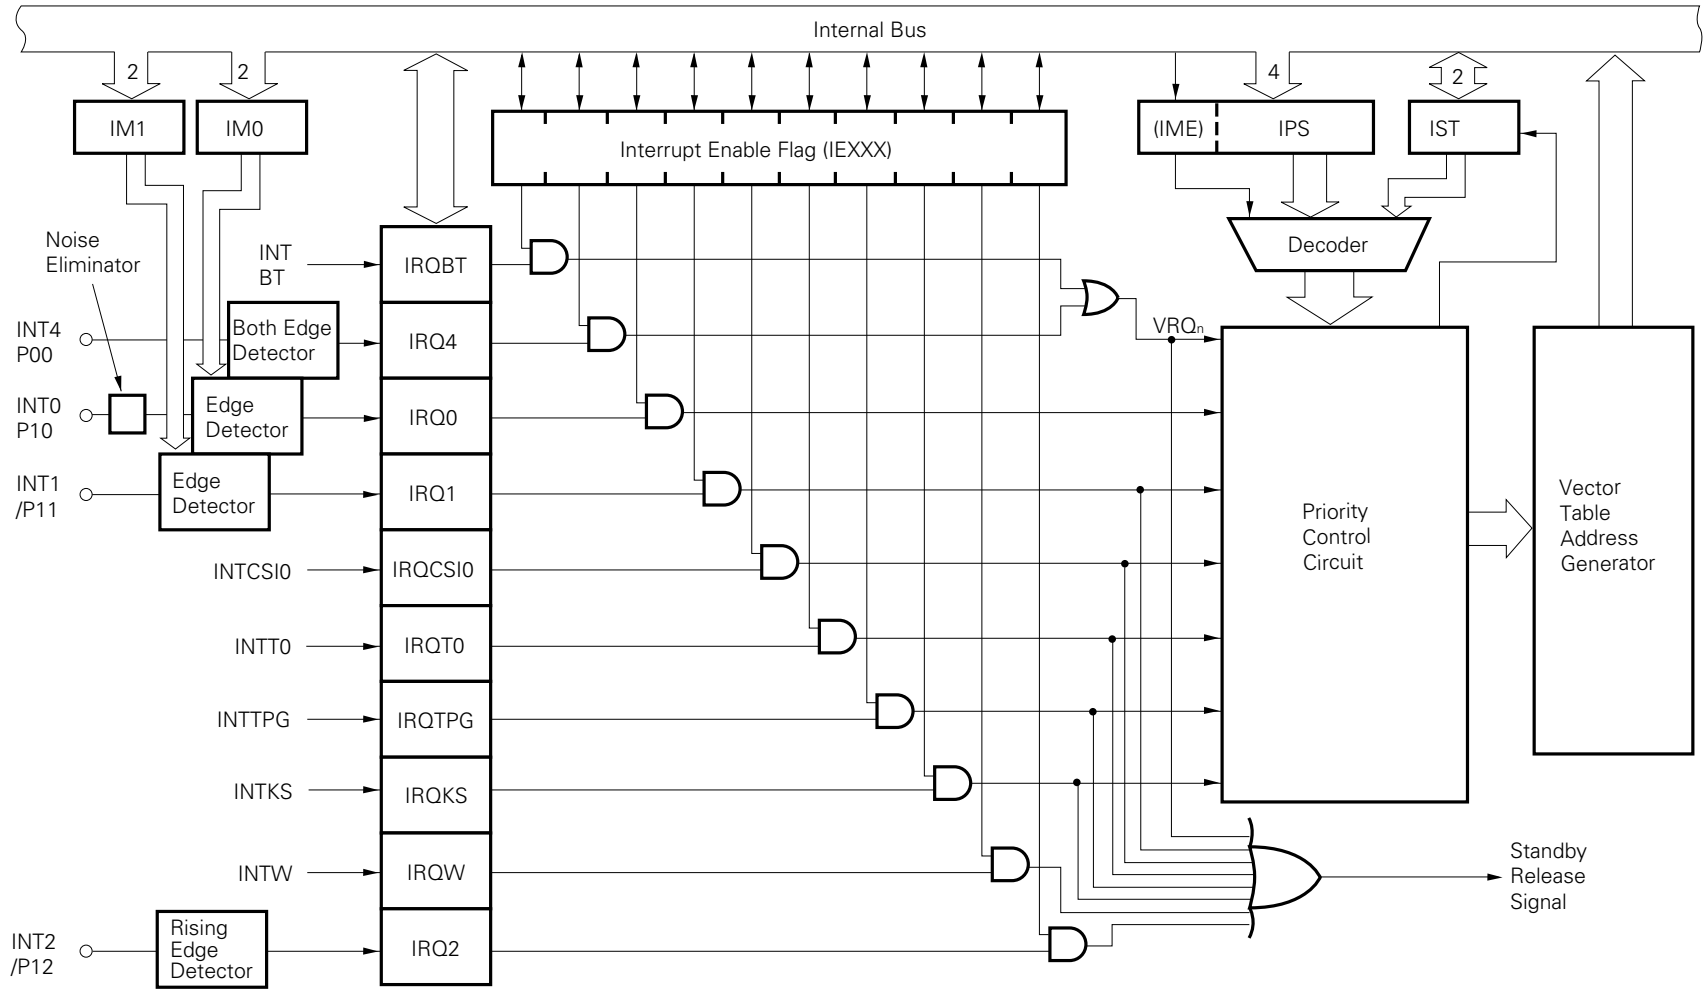 Internal Bus
2
2
4
2
IM1
IM0
Interrupt Enable Flag (IEXXX)
(IME)
IPS
IST
Noise
Eliminator
INT
BT
IRQBT
Decoder
INT4
P00
Both Edge
Detector
IRQ4
VRQn
INT0
P10
Edge
Detector
IRQ0
INT1
/P11
Edge
Detector
IRQ1
Priority
Control
Circuit
Vector
Table
Address
Generator
INTCSI0
IRQCSI0
INTT0
IRQT0
INTTPG
IRQTPG
INTKS
IRQKS
INTW
IRQW
Standby
Release
Signal
INT2
/P12
Rising
Edge
Detector
IRQ2